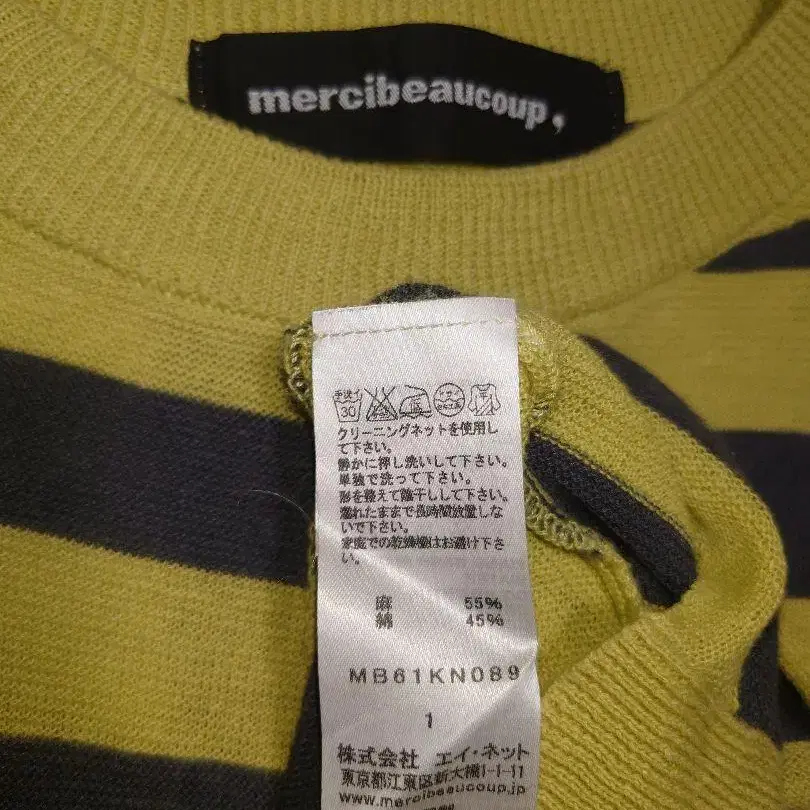 mercibeaucoup,
手洗イ
30
クリーニングネットを使用し
て下さい。
静かに押し洗いして下さい。
単独で洗って下さい。
形を整えて陰干しして下さい。
濡れたままで長時間放置しな
いで下さい。
家庭での乾燥機はお避け下さ
い。
麻 55%
綿 45%
MB61KN089
1
株式会社 エイ・ネット
東京都江東区新大橋1-1-11
www.mercibeaucoup.jp